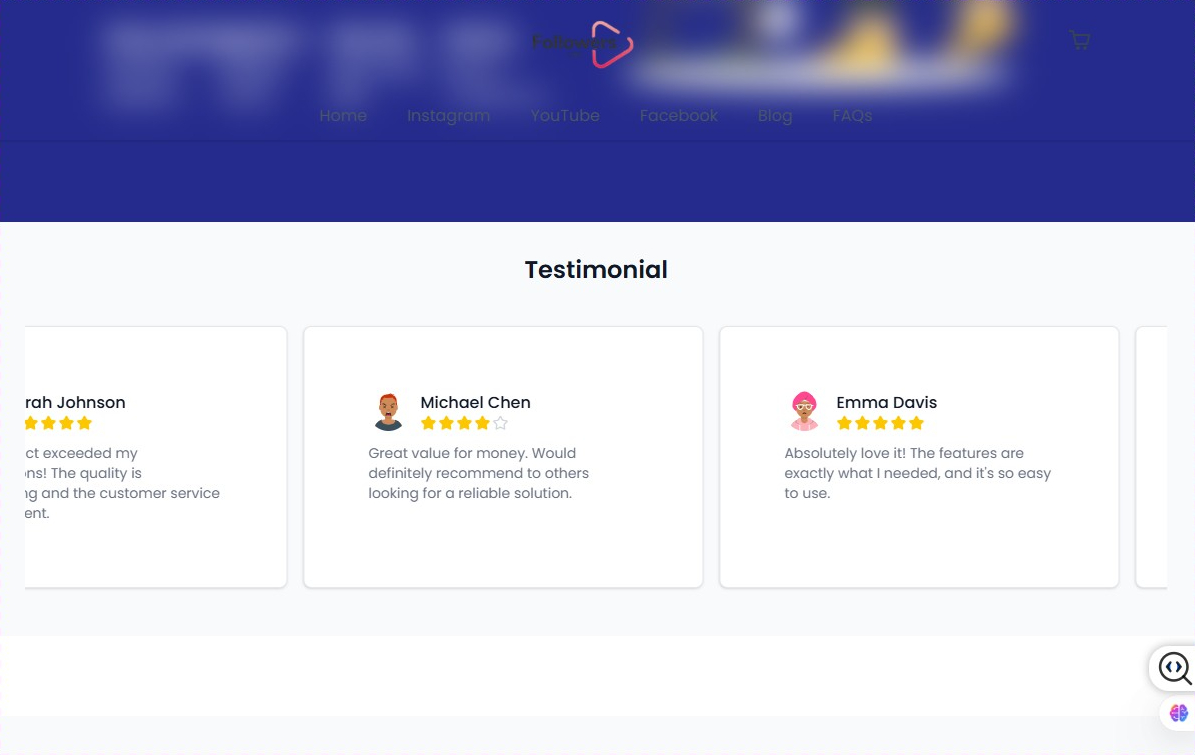 Followers
Home Instagram YouTube Facebook Blog FAQs
Testimonial
rah Johnson
ct exceeded my
ons! The quality is
ng and the customer service
ent.
Michael Chen
Great value for money. Would
definitely recommend to others
looking for a reliable solution.
Emma Davis
Absolutely love it! The features are
exactly what I needed, and it's so easy
to use.